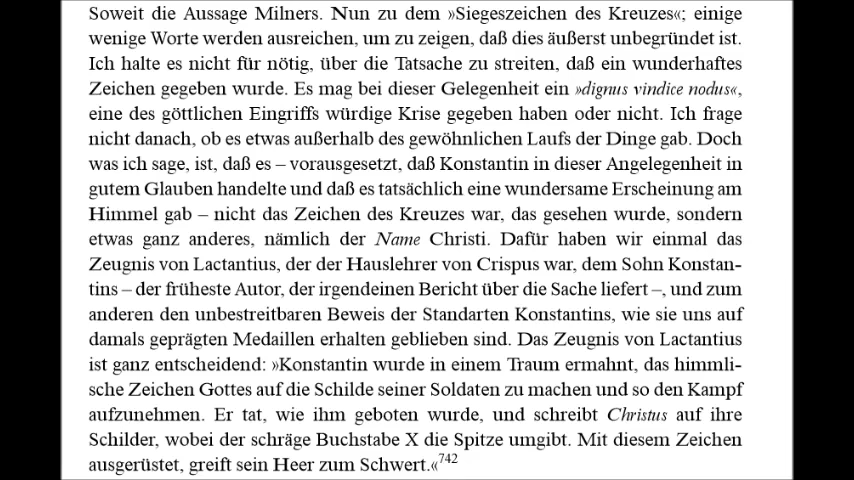 Soweit die Aussage Milners. Nun zu dem »Siegeszeichen des Kreuzes«; einige
wenige Worte werden ausreichen, um zu zeigen, daß dies äußerst unbegründet ist.
Ich halte es nicht für nötig, über die Tatsache zu streiten, daß ein wunderhaftes
Zeichen gegeben wurde. Es mag bei dieser Gelegenheit ein »dignus vindice nodus«,
eine des göttlichen Eingriffs würdige Krise gegeben haben oder nicht. Ich frage
nicht danach, ob es etwas außerhalb des gewöhnlichen Laufs der Dinge gab. Doch
was ich sage, ist, daß es – vorausgesetzt, daß Konstantin in dieser Angelegenheit in
gutem Glauben handelte und daß es tatsächlich eine wundersame Erscheinung am
Himmel gab – nicht das Zeichen des Kreuzes war, das gesehen wurde, sondern
etwas ganz anderes, nämlich der Name Christi. Dafür haben wir einmal das
Zeugnis von Lactantius, der der Hauslehrer von Crispus war, dem Sohn Konstan-
tins – der früheste Autor, der irgendeinen Bericht über die Sache liefert –, und zum
anderen den unbestreitbaren Beweis der Standarten Konstantins, wie sie uns auf
damals geprägten Medaillen erhalten geblieben sind. Das Zeugnis von Lactantius
ist ganz entscheidend: »Konstantin wurde in einem Traum ermahnt, das himmli-
sche Zeichen Gottes auf die Schilde seiner Soldaten zu machen und so den Kampf
aufzunehmen. Er tat, wie ihm geboten wurde, und schreibt Christus auf ihre
Schilder, wobei der schräge Buchstabe X die Spitze umgibt. Mit diesem Zeichen
ausgerüstet, greift sein Heer zum Schwert.«742